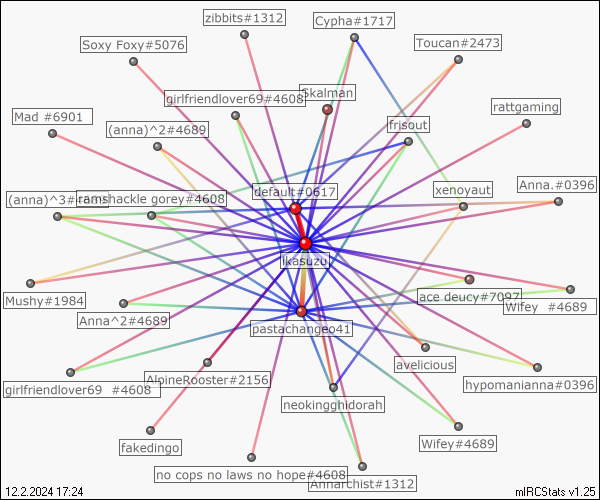 zibbits#1312
Cypha#1717
Soxy Foxy#5076
Toucan#2473
girlfriendlover69#4608
Skalman
rattgaming
Mad #6901
(anna)^2#4689
frisout
default#0617
xenoyaut
Anna.#0396
(anna)^3#
ramshackle gorey#4608
Ikasuzu
Mushy#1984
ace deucy#7097
Wifey #4689
Anna^2#4689
pastachangeo41
avelicious
girlfriendlover69 #4608
AlpineRooster#2156
hypomanianna#0396
neokingghidorah
fakedingo
Wifey#4689
no cops no laws no hope#4608
Annarchist#1312
12.2.2024 17:24
mIRCStats v1.25